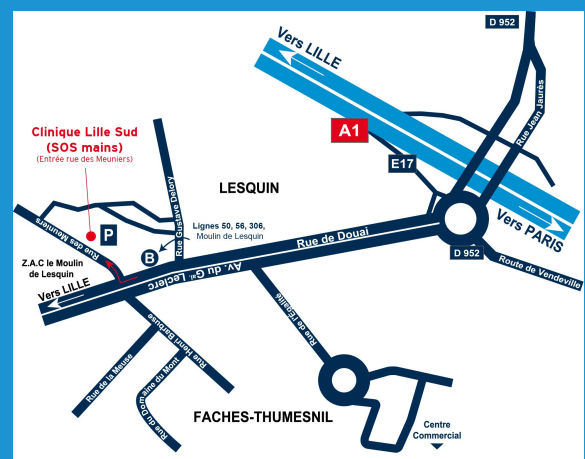 D 952
Vers LILLE
Rue Jean Jaurès
A1
E17
Clinique Lille Sud
(SOS mains)
(Entrée rue des Meuniers)
LESQUIN
Rue Gustave Delory
P
Lignes 50, 56, 306,
Moulin de Lesquin
B
Rue des Meuniers
Z.A.C le Moulin
de Lesquin
Vers LILLE
Rue de Douai
Av. du Gal Leclerc
Vers PARIS
D 952
Route de Vendeville
Rue Henri Barbuse
Rue de l'Égalité
Rue de la Meuse
Rue du Domaine du Mont
FACHES-THUMESNIL
Centre
Commercial